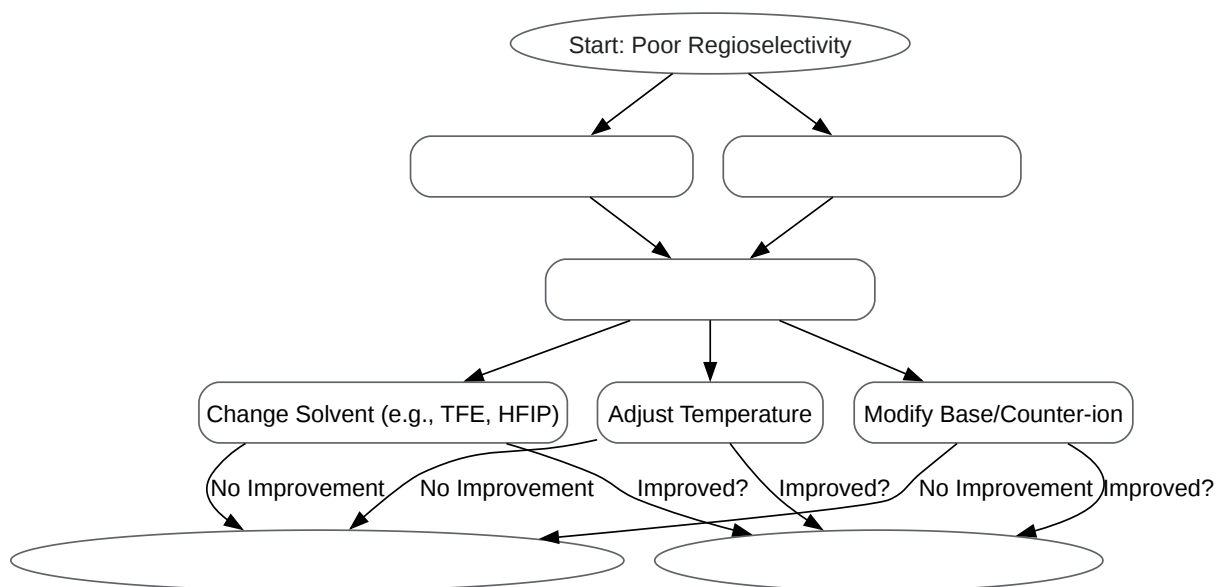 Start: Poor Regioselectivity
Change Solvent (e.g., TFE, HFIP)
Adjust Temperature
Modify Base/Counter-ion
No Improvement
No Improvement
Improved?
Improved?
No Improvement
Improved?